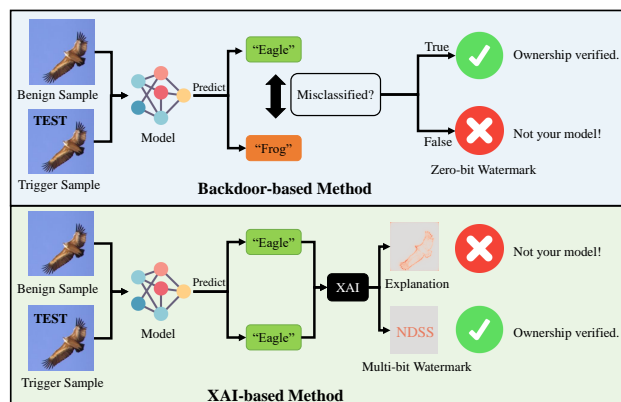 Benign Sample
TEST
Trigger Sample
Model
Predict
“Eagle”
“Frog”
Misclassified?
True
False
Ownership verified.
Not your model!
Zero-bit Watermark
Backdoor-based Method
Benign Sample
TEST
Trigger Sample
Model
Predict
“Eagle”
“Eagle”
XAI
Explanation
NDSS
Multi-bit Watermark
Not your model!
Ownership verified.
XAI-based Method